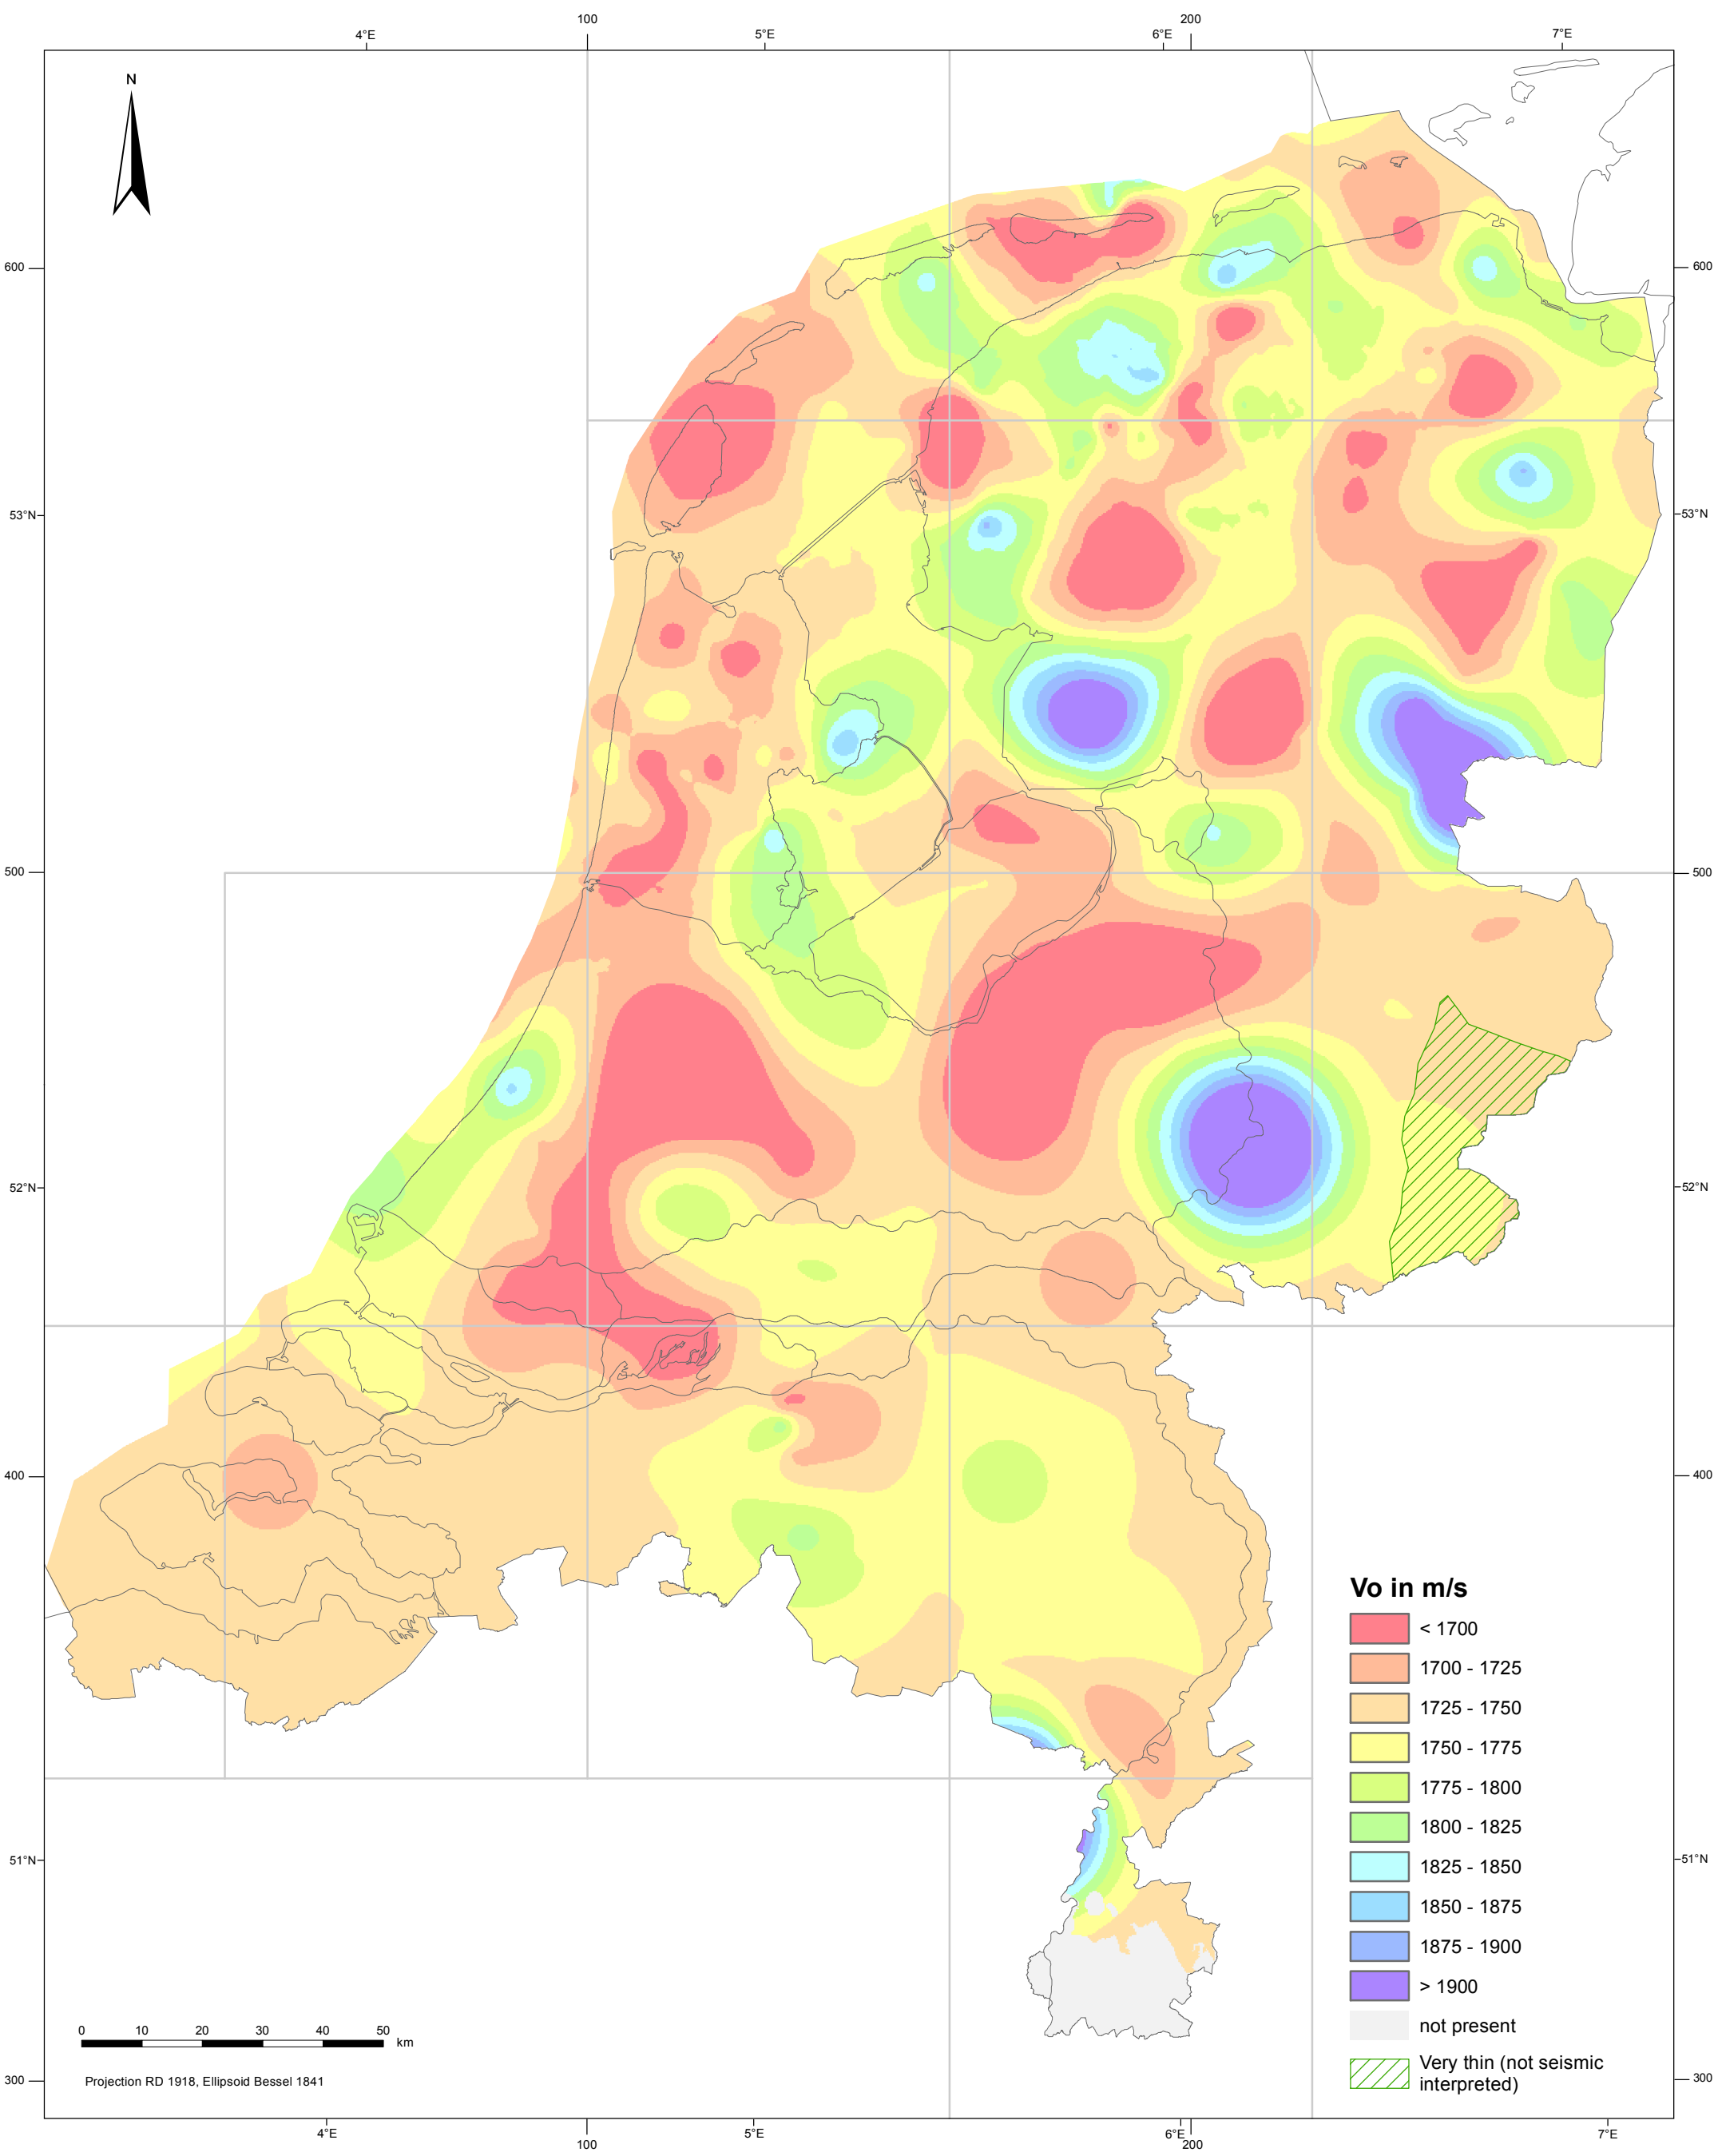 100
200
4°E
5°E
6°E
7°E
N
600
600
53°N
53°N
500
500
52°N
52°N
400
400
Vo in m/s
< 1700
1700 - 1725
1725 - 1750
1750 - 1775
1775 - 1800
1800 - 1825
1825 - 1850
1850 - 1875
1875 - 1900
> 1900
not present
Very thin (not seismic
interpreted)
51°N
51°N
0
10
20
30
40
50
km
Projection RD 1918, Ellipsoid Bessel 1841
300
300
4°E
5°E
6°E
7°E
100
200